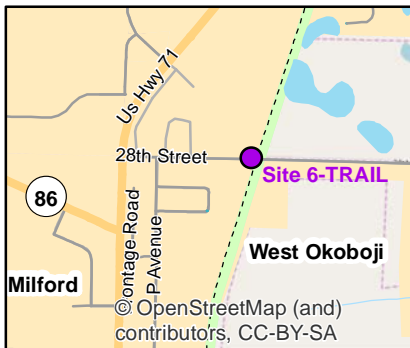 Us Hwy 71
28th Street
Site 6-TRAIL
86
ontage Road
P Avenue
West Okoboji
Milford
© OpenStreetMap (and)
contributors, CC-BY-SA